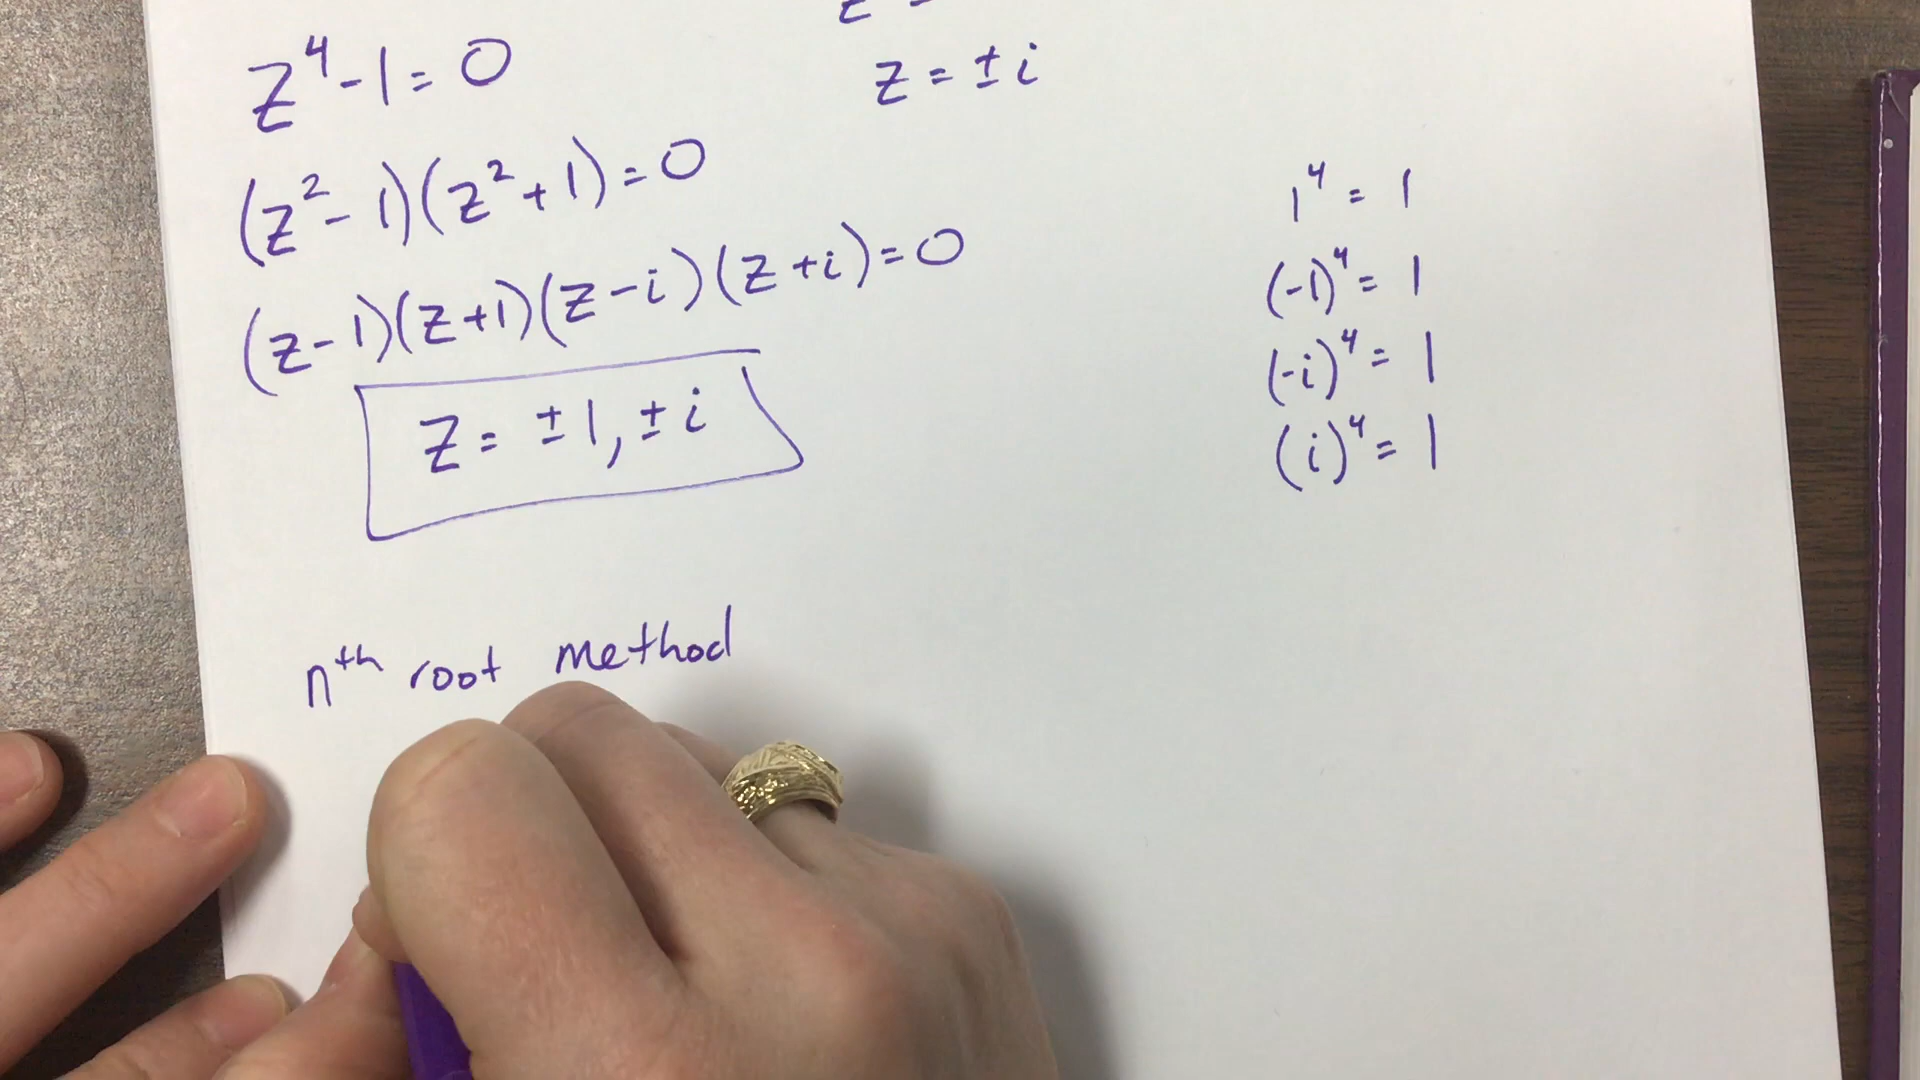 z⁴ - 1 = 0
(z² - 1)(z² + 1) = 0
(z - 1)(z + 1)(z - i)(z + i) = 0
z = ± 1, ± i
z = ± i
1⁴ = 1
(-1)⁴ = 1
(-i)⁴ = 1
(i)⁴ = 1
nᵗʰ root method